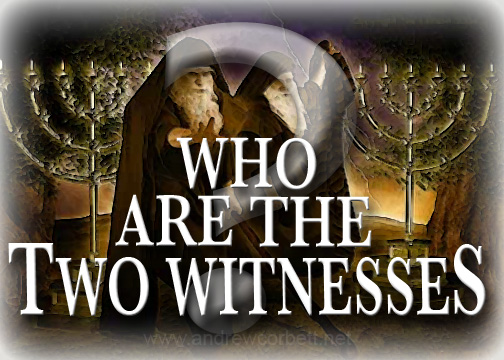 WHO
ARE THE
TWO WITNESSES
www.andrewcorbett.net